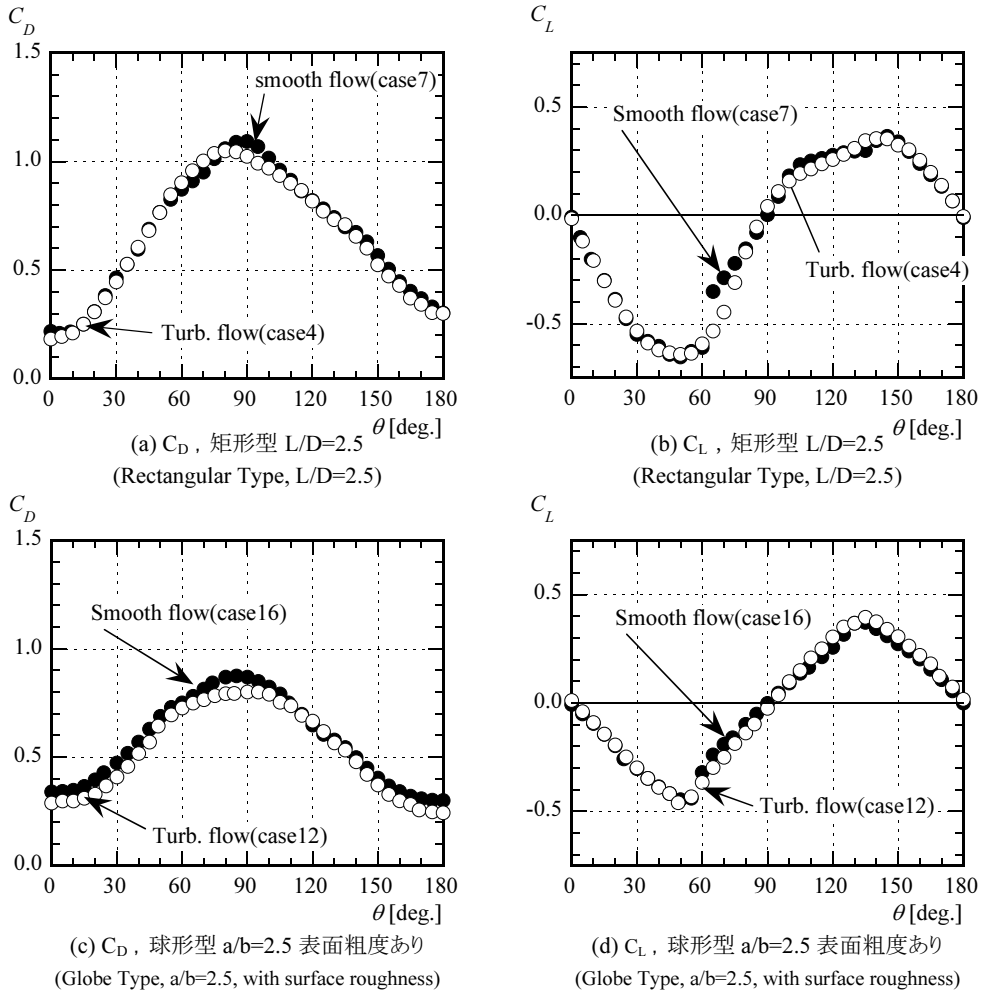 C_D
1.5
1.0
0.5
0.0
smooth flow(case7)
Turb. flow(case4)
0 30 60 90 120 150 180
θ [deg.]
(a) C_D , 矩形型 L/D=2.5
(Rectangular Type, L/D=2.5)
C_L
0.5
0.0
-0.5
Smooth flow(case7)
Turb. flow(case4)
0 30 60 90 120 150 180
θ [deg.]
(b) C_L , 矩形型 L/D=2.5
(Rectangular Type, L/D=2.5)
C_D
1.5
1.0
0.5
0.0
Smooth flow(case16)
Turb. flow(case12)
0 30 60 90 120 150 180
θ [deg.]
(c) C_D , 球形型 a/b=2.5 表面粗度あり
(Globe Type, a/b=2.5, with surface roughness)
C_L
0.5
0.0
-0.5
Smooth flow(case16)
Turb. flow(case12)
0 30 60 90 120 150 180
θ [deg.]
(d) C_L , 球形型 a/b=2.5 表面粗度あり
(Globe Type, a/b=2.5, with surface roughness)